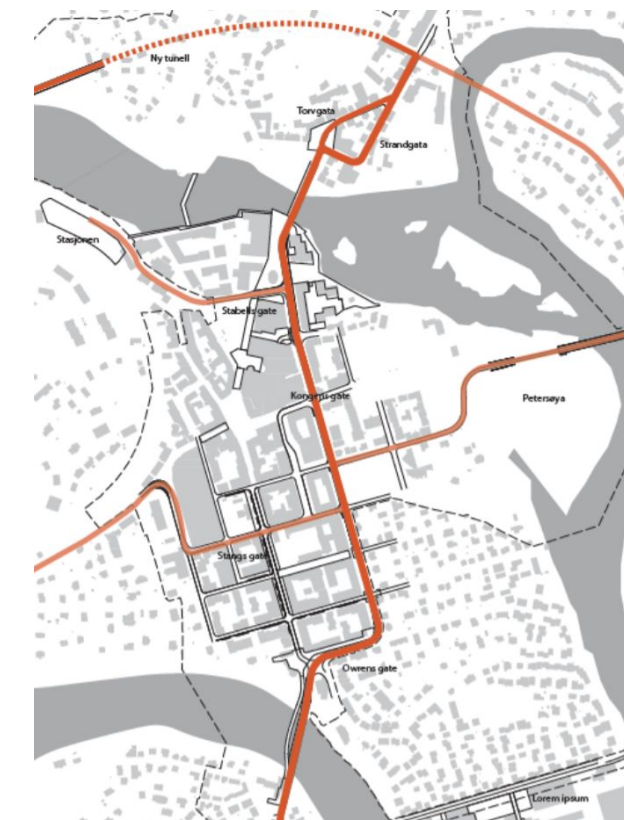 Ny tunell
Torvgata
Strandgata
Stasjonen
Stabells gate
Kongens gate
Petersøya
Stangs gate
Owrens gate
Lorem ipsum